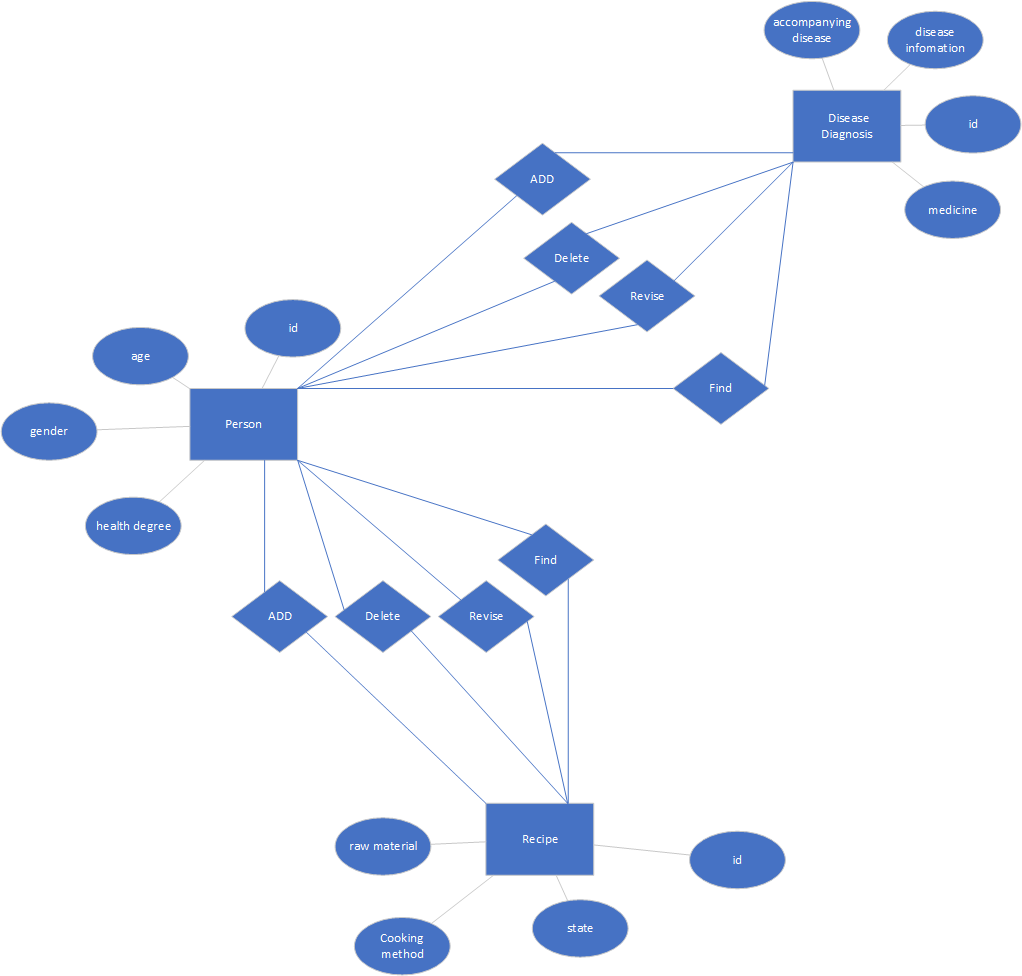 accompanying
disease
disease
infomation
Disease
Diagnosis
id
medicine
ADD
Delete
Revise
Find
id
age
Person
gender
health degree
Find
ADD
Delete
Revise
Recipe
raw material
id
state
Cooking
method